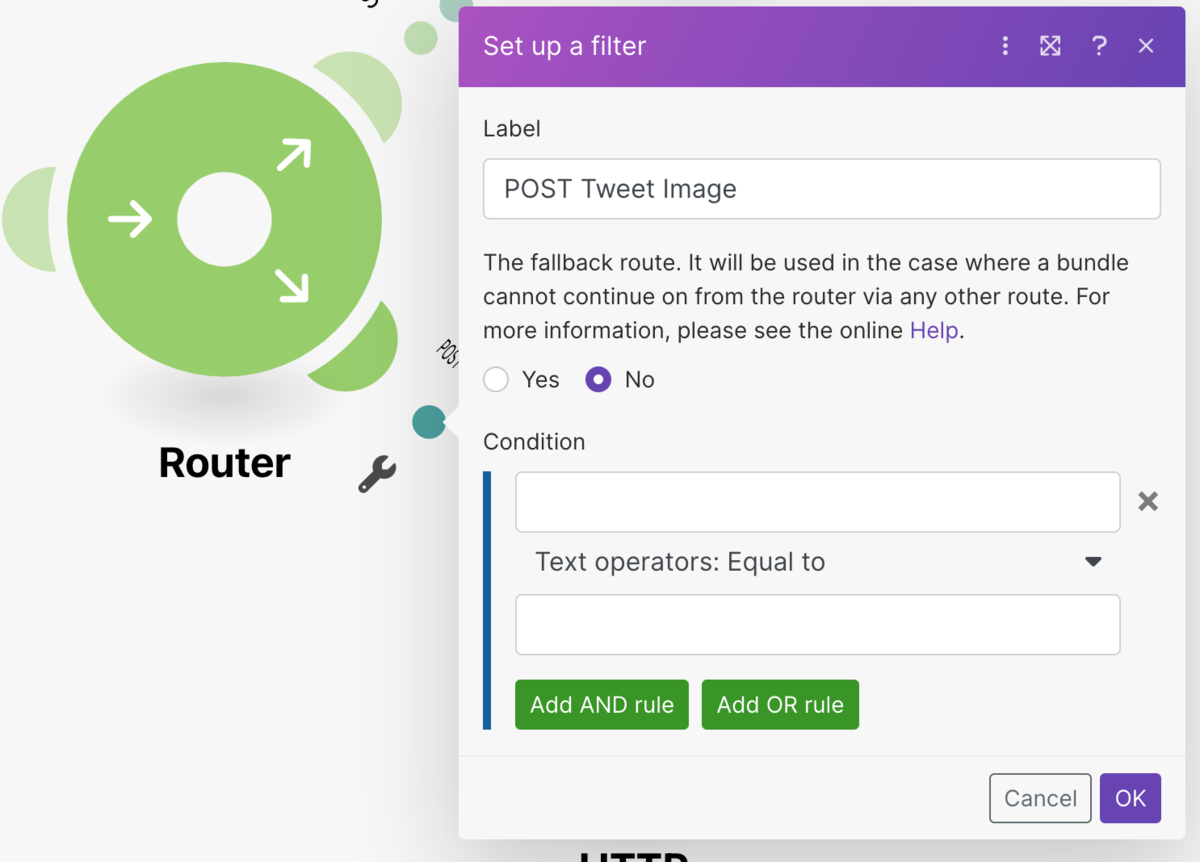 Set up a filter
?
Label
POST Tweet Image
The fallback route. It will be used in the case where a bundle
cannot continue on from the router via any other route. For
more information, please see the online Help.
Yes
No
POST
Condition
Router
Text operators: Equal to
Add AND rule
Add OR rule
Cancel
OK
HTTP